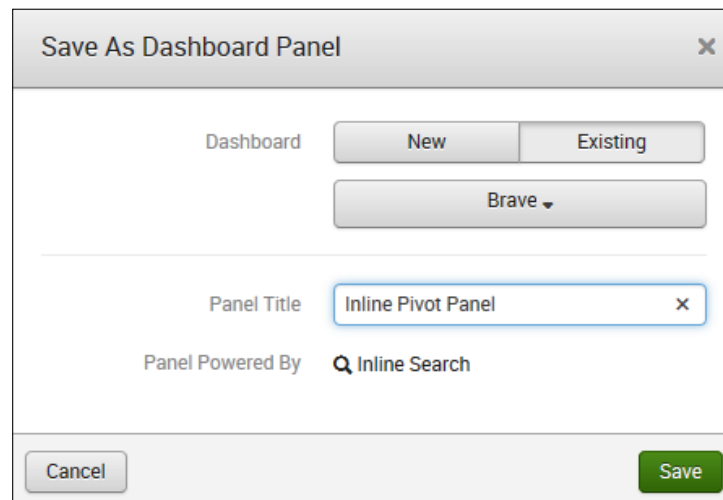 Save As Dashboard Panel
Dashboard New Existing
Brave
Panel Title Inline Pivot Panel
Panel Powered By Inline Search
Cancel Save